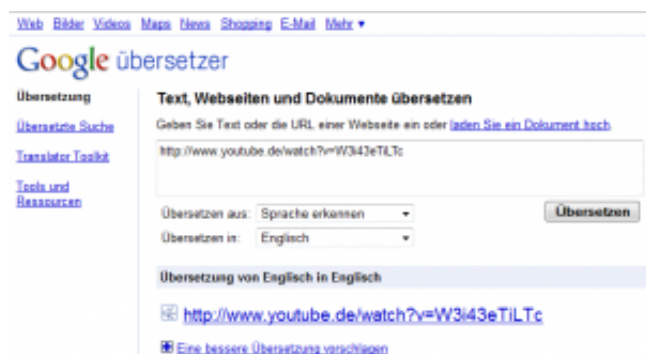 Web Bilder Videos Maps News Shopping E-Mail Mehr ▼
Google übersetzer
Übersetzung
Übersetzte Suche
Translator Toolkit
Tools und
Ressourcen
Text, Webseiten und Dokumente übersetzen
Geben Sie Text oder die URL einer Webseite ein oder laden Sie ein Dokument hoch.
http://www.youtube.de/watch?v=W3i43eTiLTc
Übersetzen aus: Sprache erkennen
Übersetzen in: Englisch
Übersetzen
Übersetzung von Englisch in Englisch
http://www.youtube.de/watch?v=W3i43eTiLTc
Eine bessere Übersetzung vorschlagen